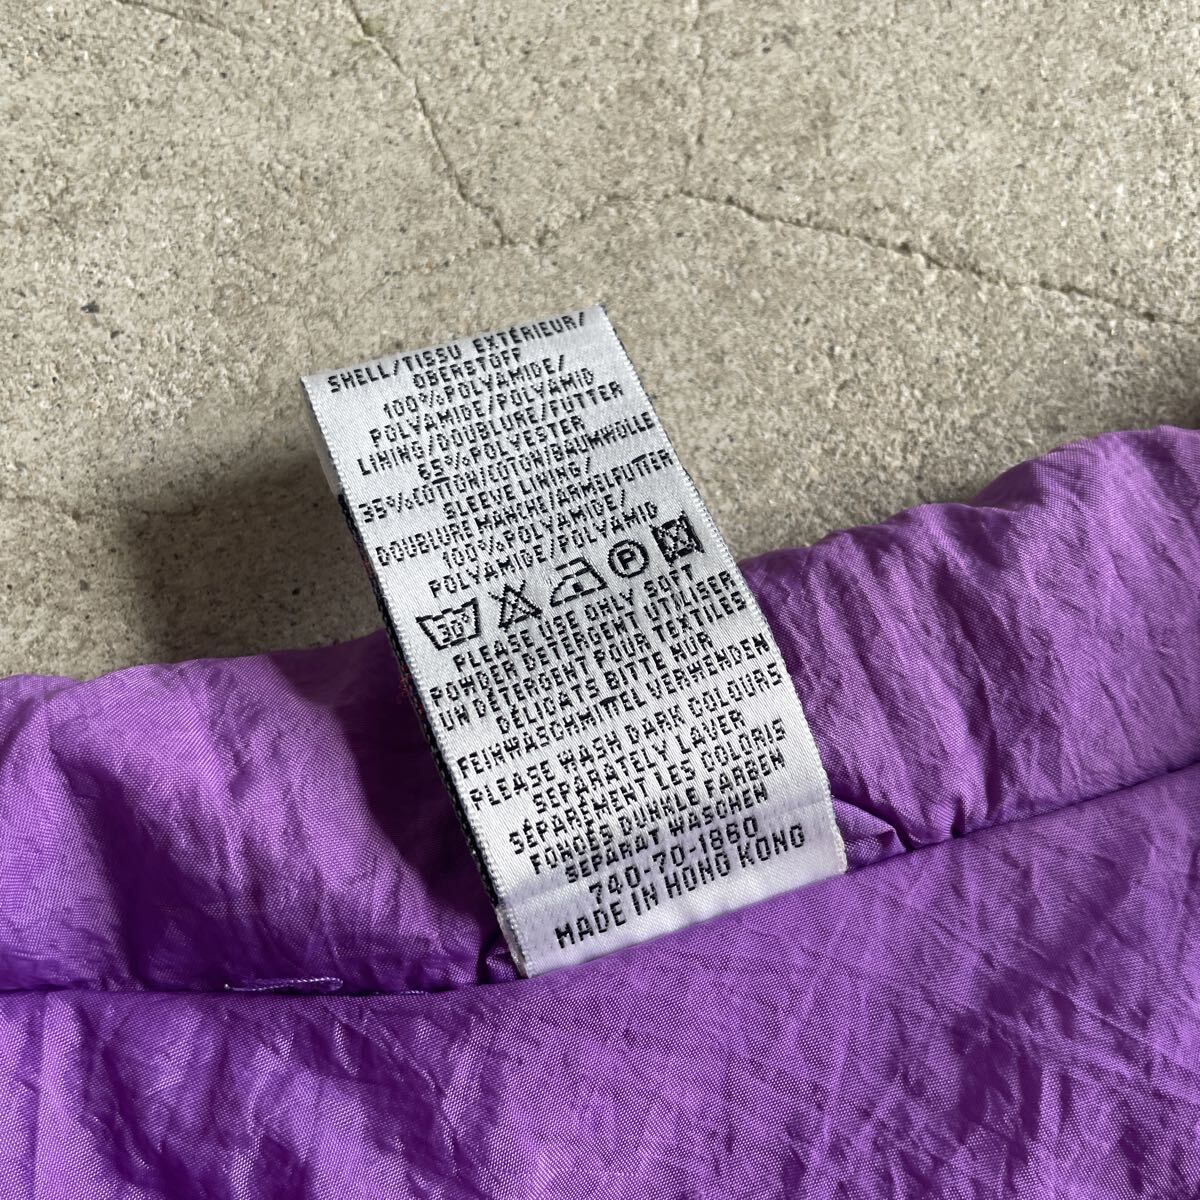 SHELL/TISSU EXTÉRIEUR/
OBERSTOFF
100%POLYAMIDE/
POLYAMIDE/POLYAMID
LINING/DOUBLURE/FUTTER
65%POLYESTER
35%COTTON/COTON/BAUMWOLLE
SLEEVE LINING/
DOUBLURE MANCHE/ARMELFUTTER
100%POLYAMIDE/
POLYAMIDE/POLYAMID
30° P
PLEASE USE ONLY SOFT
POWDER DETERGENT UTILISER
UN DÉTERGENT POUR TEXTILES
DÉLICATS BITTE NUR
FEINWASCHMITTEL VERWENDEN
PLEASE WASH DARK COLOURS
SEPARATELY LAVER
SÉPARÉMENT LES COLORIS
FONCÉS DUNKLE FARBEN
SEPARAT WASCHEN
740-70-1860
MADE IN HONG KONG